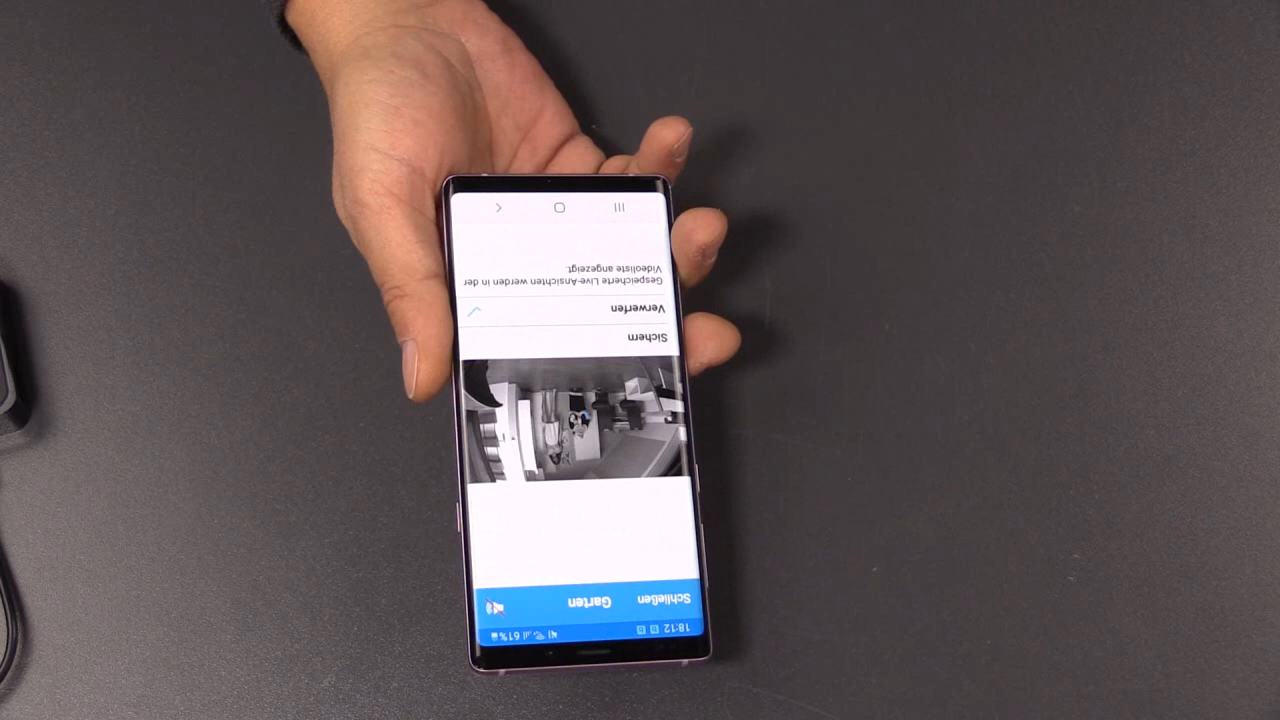 18:12 61%
Schließen Garten
Sichern
Verwerfen
Gespeicherte Live-Ansichten werden in der
Videoliste angezeigt.